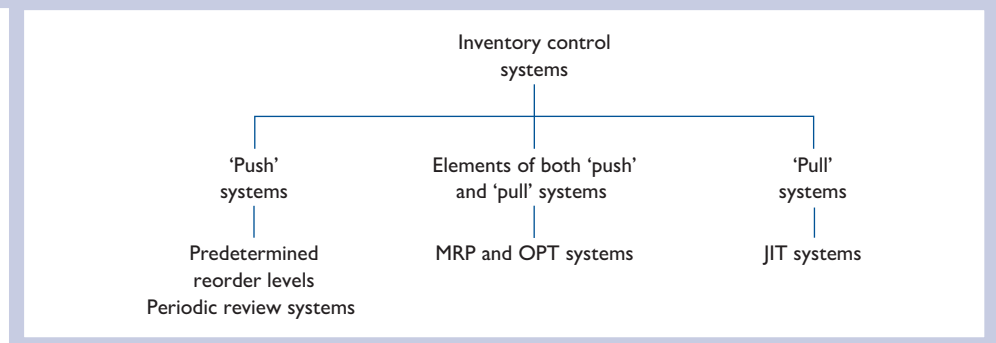 Inventory control
systems
‘Push’
systems
Elements of both ‘push’
and ‘pull’ systems
‘Pull’
systems
Predetermined
reorder levels
Periodic review systems
MRP and OPT systems
JIT systems